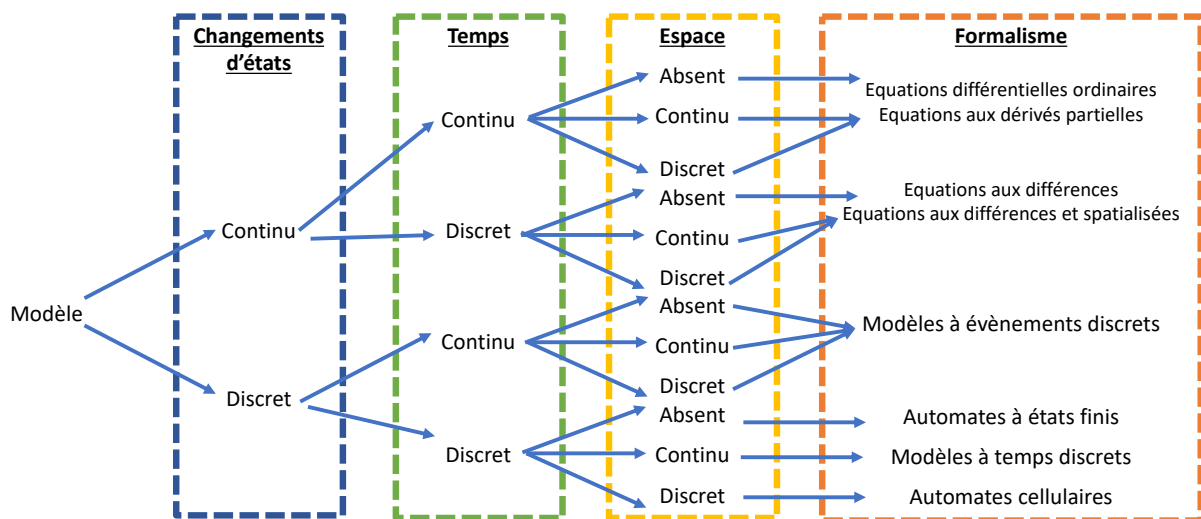 Changements
d'états
Temps
Espace
Formalisme
Modèle
Continu
Discret
Continu
Discret
Continu
Discret
Absent
Continu
Discret
Absent
Continu
Discret
Absent
Continu
Discret
Absent
Continu
Discret
Equations différentielles ordinaires
Equations aux dérivés partielles
Equations aux différences
Equations aux différences et spatialisées
Modèles à évènements discrets
Automates à états finis
Modèles à temps discrets
Automates cellulaires